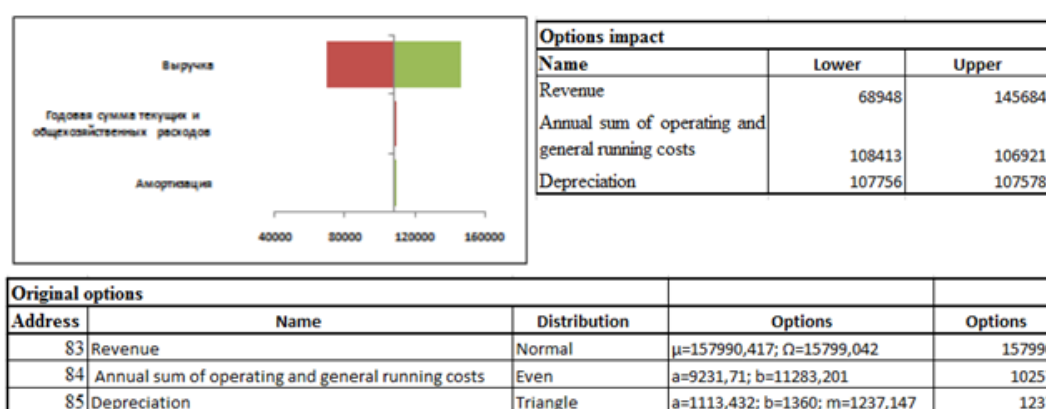 Выручка
Годовая сумма текущих и
общехозяйственных расходов
Амортизация
40000 80000 120000 160000
Options impact
Name Lower Upper
Revenue 68948 145684
Annual sum of operating and
general running costs 108413 106921
Depreciation 107756 107578
Original options
Address Name Distribution Options Options
83 Revenue Normal μ=157990,417; Ω=15799,042 15799
84 Annual sum of operating and general running costs Even a=9231,71; b=11283,201 1025
85 Depreciation Triangle a=1113,432; b=1360; m=1237,147 123